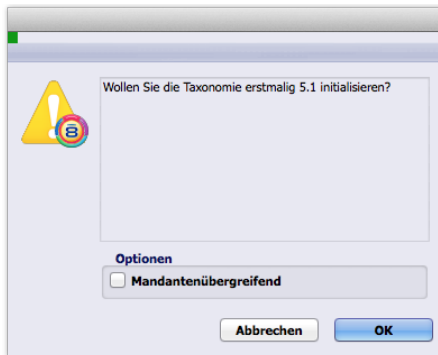 Wollen Sie die Taxonomie erstmalig 5.1 initialisieren?
Optionen
Mandantenübergreifend
Abbrechen
OK